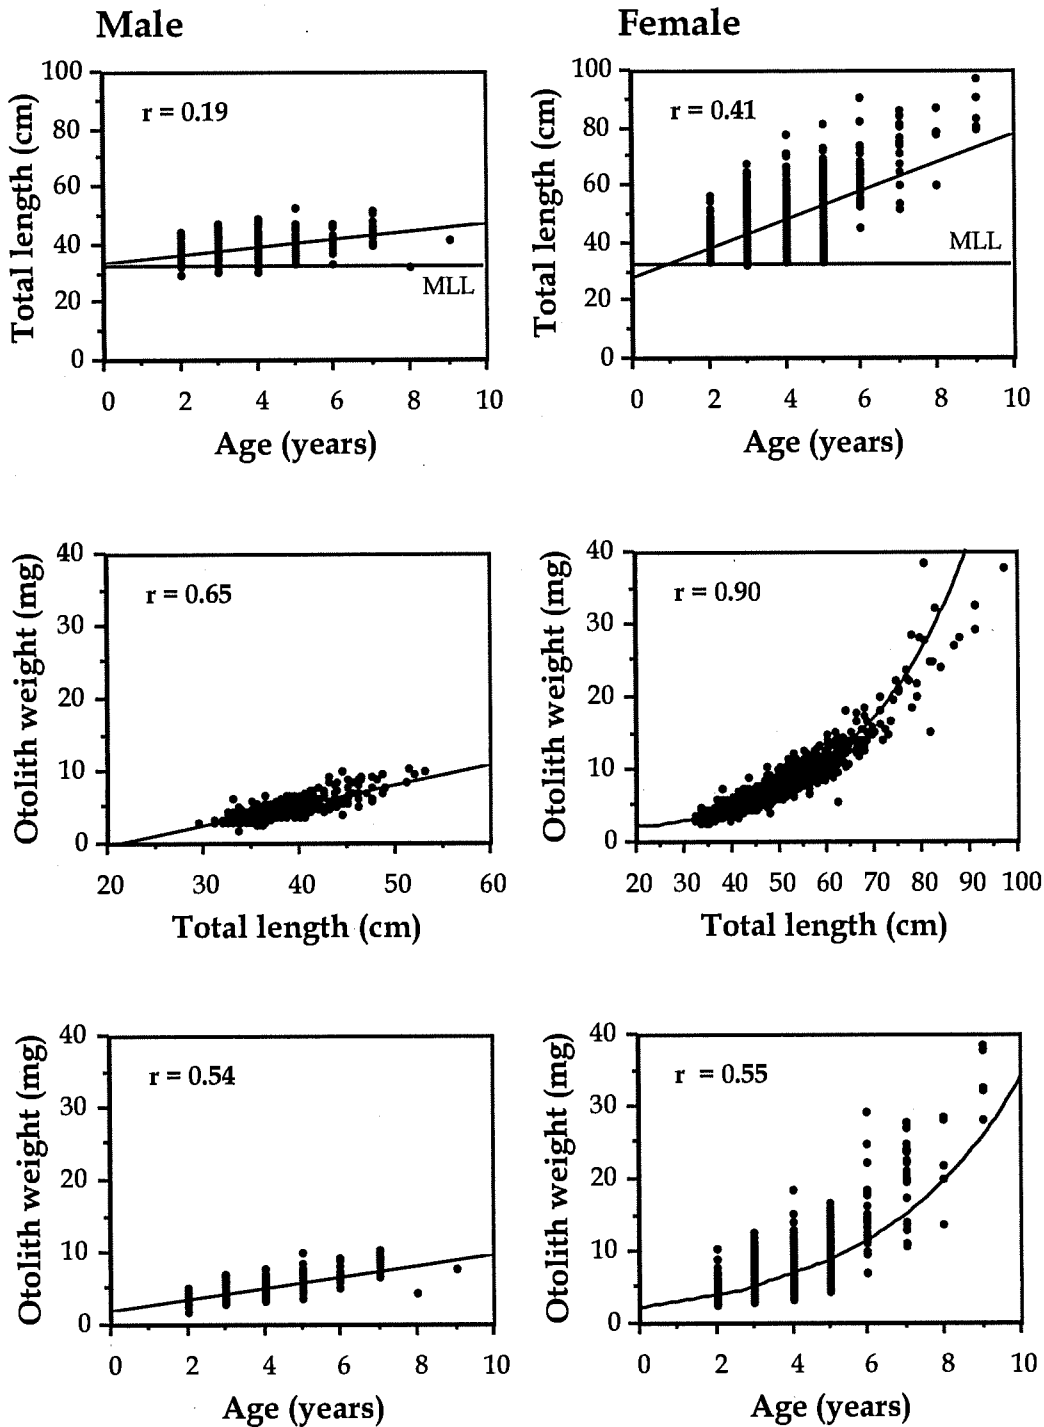 Male
Female
100
80
60
40
20
0
Total length (cm)
r = 0.19
MLL
0 2 4 6 8 10
Age (years)
100
80
60
40
20
0
Total length (cm)
r = 0.41
MLL
0 2 4 6 8 10
Age (years)
40
30
20
10
0
Otolith weight (mg)
r = 0.65
20 30 40 50 60
Total length (cm)
40
30
20
10
0
Otolith weight (mg)
r = 0.90
20 30 40 50 60 70 80 90 100
Total length (cm)
40
30
20
10
0
Otolith weight (mg)
r = 0.54
0 2 4 6 8 10
Age (years)
40
30
20
10
0
Otolith weight (mg)
r = 0.55
0 2 4 6 8 10
Age (years)